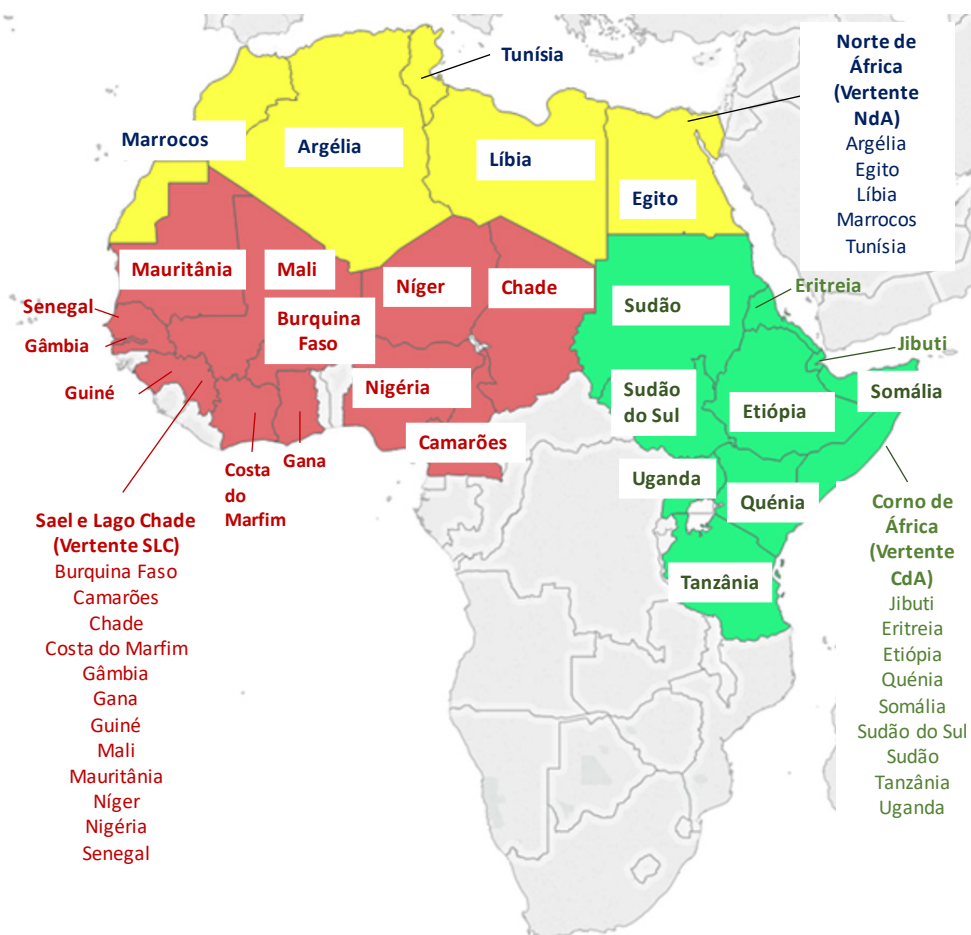 Tunísia
Marrocos
Argélia
Líbia
Egito
Norte de
África
(Vertente
NdA)
Argélia
Egito
Líbia
Marrocos
Tunísia
Mauritânia
Mali
Níger
Chade
Senegal
Gâmbia
Guiné
Burquina
Faso
Nigéria
Camarões
Gana
Costa
do
Marfim
Sael e Lago Chade
(Vertente SLC)
Burquina Faso
Camarões
Chade
Costa do Marfim
Gâmbia
Gana
Guiné
Mali
Mauritânia
Níger
Nigéria
Senegal
Sudão
Eritreia
Jibuti
Somália
Sudão
do Sul
Etiópia
Uganda
Quénia
Tanzânia
Corno de
África
(Vertente
CdA)
Jibuti
Eritreia
Etiópia
Quénia
Somália
Sudão do Sul
Sudão
Tanzânia
Uganda